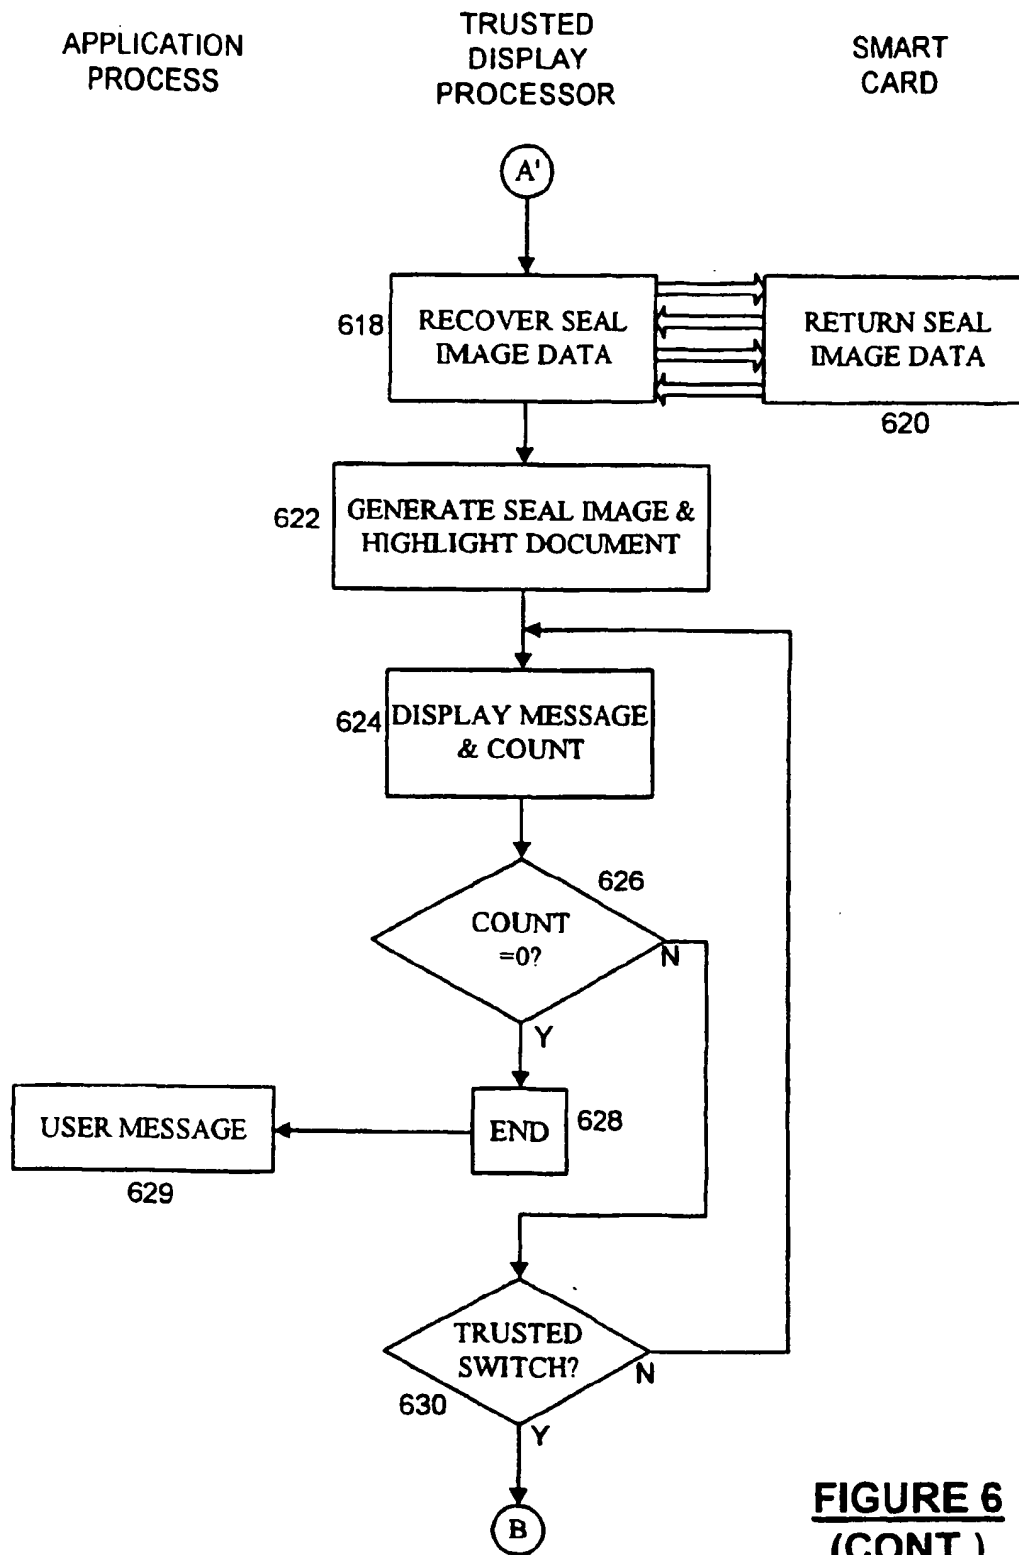 APPLICATION
PROCESS
TRUSTED
DISPLAY
PROCESSOR
SMART
CARD
A'
618
RECOVER SEAL
IMAGE DATA
RETURN SEAL
IMAGE DATA
620
622
GENERATE SEAL IMAGE &
HIGHLIGHT DOCUMENT
624
DISPLAY MESSAGE
& COUNT
626
COUNT
=0?
N
Y
USER MESSAGE
629
END
628
TRUSTED
SWITCH?
N
630
Y
B
FIGURE 6
(CONT.)